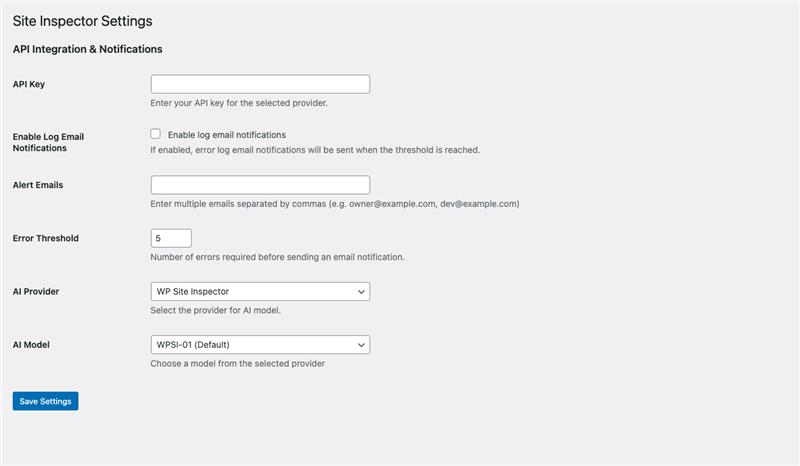 Site Inspector Settings
API Integration & Notifications
API Key
Enter your API key for the selected provider.
Enable Log Email
Notifications
Enable log email notifications
If enabled, error log email notifications will be sent when the threshold is reached.
Alert Emails
Enter multiple emails separated by commas (e.g. owner@example.com, dev@example.com)
Error Threshold
5
Number of errors required before sending an email notification.
AI Provider
WP Site Inspector
Select the provider for AI model.
AI Model
WPSI-01 (Default)
Choose a model from the selected provider
Save Settings